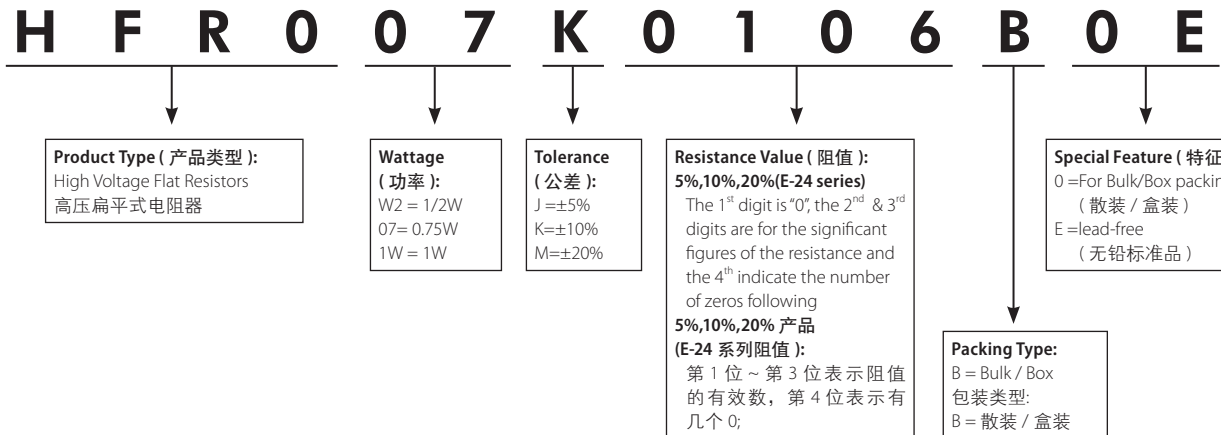 H F R 0 0 7 K 0 1 0 6 B 0 E
Product Type ( 产品类型 ):
High Voltage Flat Resistors
高压扁平式电阻器
Wattage
( 功率 ):
W2 = 1/2W
07= 0.75W
1W = 1W
Tolerance
( 公差 ):
J =±5%
K=±10%
M=±20%
Resistance Value ( 阻值 ):
5%,10%,20%(E-24 series)
The 1st digit is "0", the 2nd & 3rd
digits are for the significant
figures of the resistance and
the 4th indicate the number
of zeros following
5%,10%,20% 产品
(E-24 系列阻值 ):
第 1 位 ~ 第 3 位表示阻值
的有效数，第 4 位表示有
几个 0;
Packing Type:
B = Bulk / Box
包装类型:
B = 散装 / 盒装
Special Feature ( 特征
0 =For Bulk/Box packin
( 散装 / 盒装 )
E =lead-free
( 无铅标准品 )